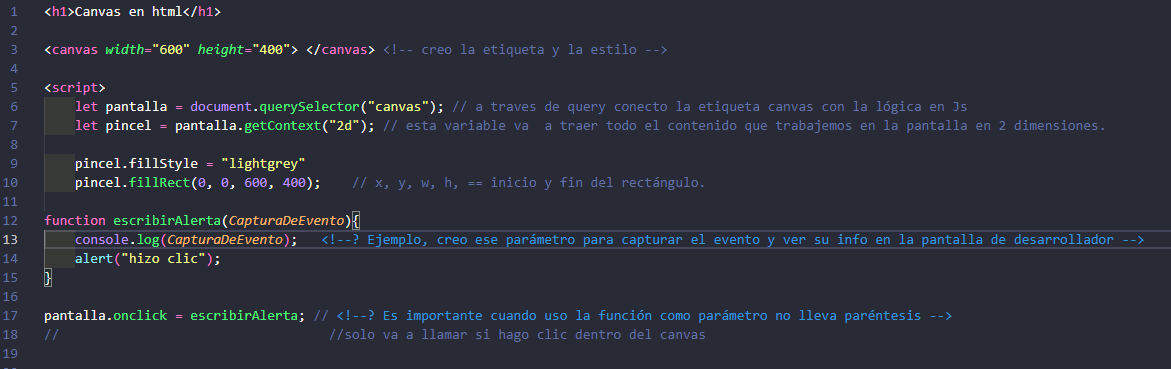 1 <h1>Canvas en html</h1>
2
3 <canvas width="600" height="400"> </canvas> <!-- creo la etiqueta y la estilo -->
4
5 <script>
6 let pantalla = document.querySelector("canvas"); // a traves de query conecto la etiqueta canvas con la lógica en Js
7 let pincel = pantalla.getContext("2d"); // esta variable va  a traer todo el contenido que trabajemos en la pantalla en 2 dimensiones.
8
9 pincel.fillStyle = "lightgrey"
10 pincel.fillRect(0, 0, 600, 400);    // x, y, w, h, == inicio y fin del rectángulo.
11
12 function escribirAlerta(CapturaDeEvento){
13 console.log(CapturaDeEvento);   <!--? Ejemplo, creo ese parámetro para capturar el evento y ver su info en la pantalla de desarrollador -->
14 alert("hizo clic");
15 }
16
17 pantalla.onclick = escribirAlerta; // <!--? Es importante cuando uso la función como parámetro no lleva paréntesis -->
18 // //solo va a llamar si hago clic dentro del canvas
19